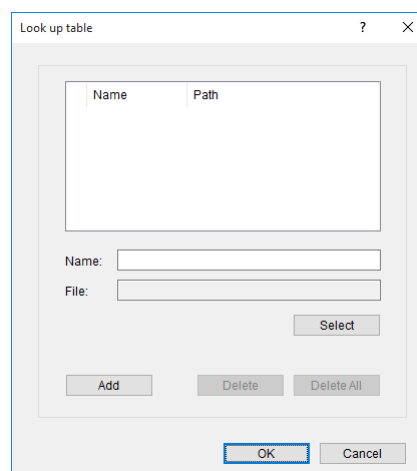 Look up table ? ×
Name Path
Name:
File:
Select
Add Delete Delete All
OK Cancel